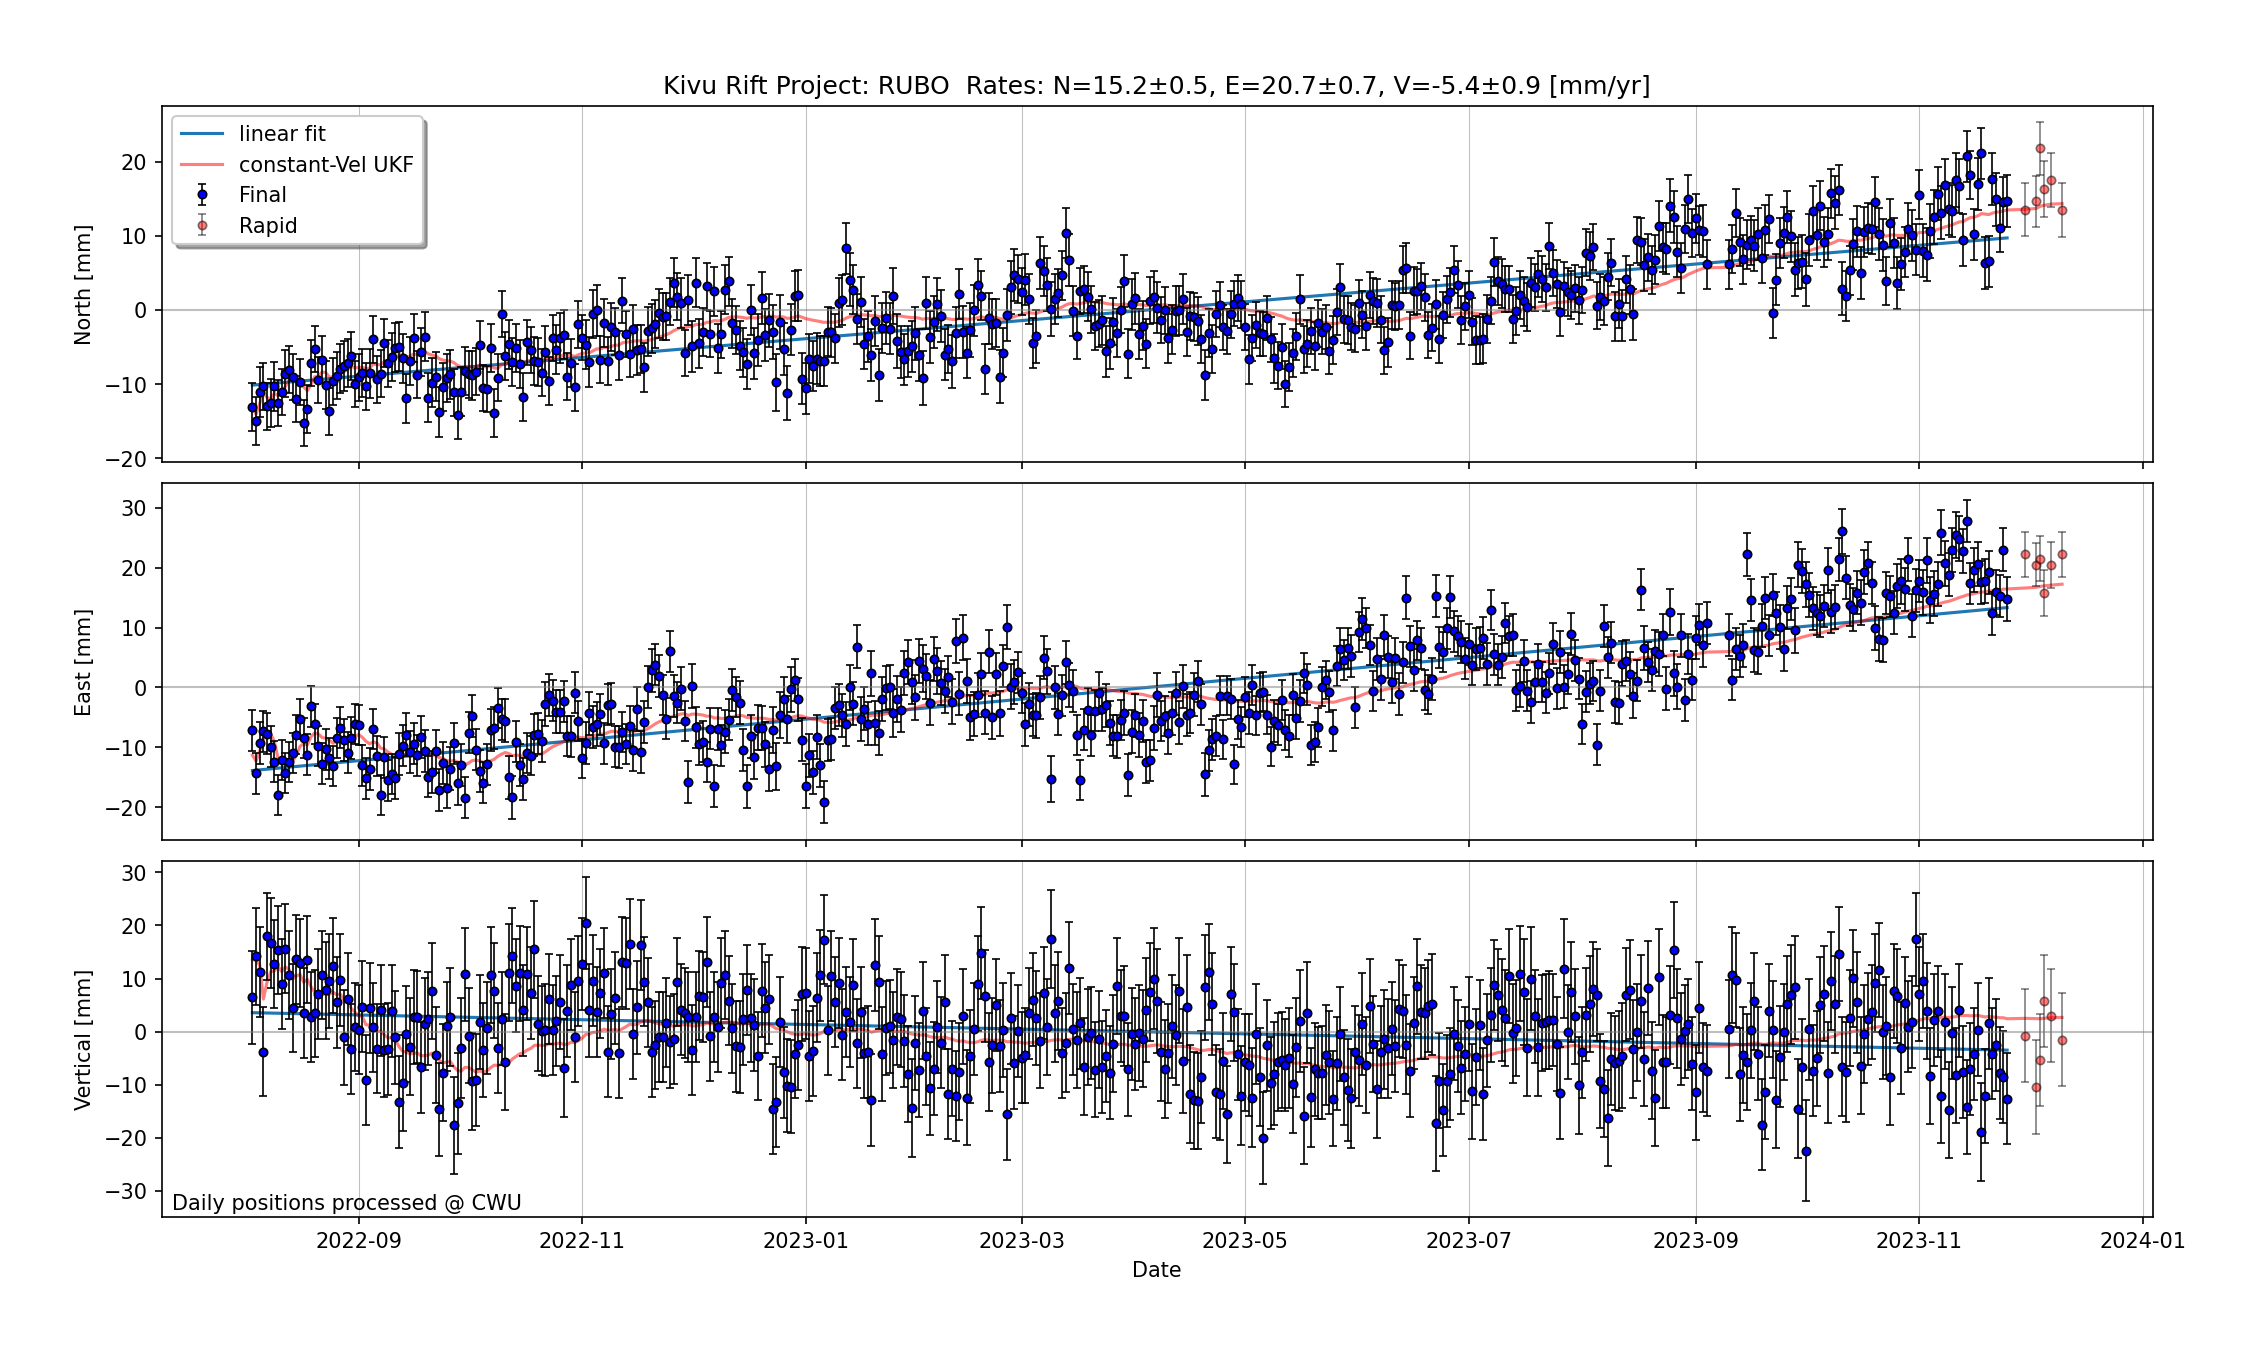 Kivu Rift Project: RUBO  Rates: N=15.2±0.5, E=20.7±0.7, V=-5.4±0.9 [mm/yr]
linear fit
constant-Vel UKF
Final
Rapid
North [mm]
20
10
0
−10
−20
East [mm]
30
20
10
0
−10
−20
Vertical [mm]
30
20
10
0
−10
−20
−30
Daily positions processed @ CWU
2022-09 2022-11 2023-01 2023-03 2023-05 2023-07 2023-09 2023-11 2024-01
Date